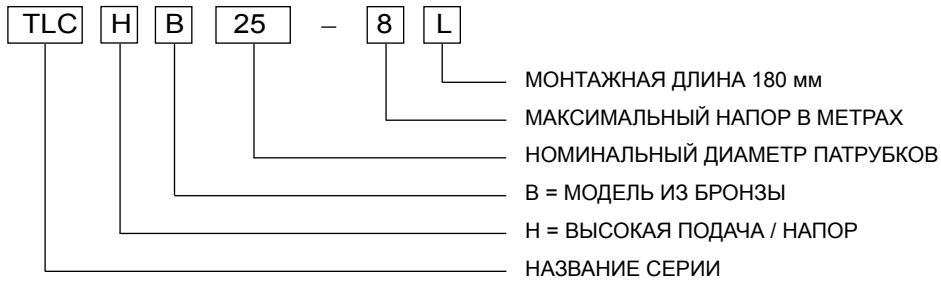 TLC H B 25 – 8 L
МОНТАЖНАЯ ДЛИНА 180 мм
МАКСИМАЛЬНЫЙ НАПОР В МЕТРАХ
НОМИНАЛЬНЫЙ ДИАМЕТР ПАТРУБКОВ
B = МОДЕЛЬ ИЗ БРОНЗЫ
H = ВЫСОКАЯ ПОДАЧА / НАПОР
НАЗВАНИЕ СЕРИИ